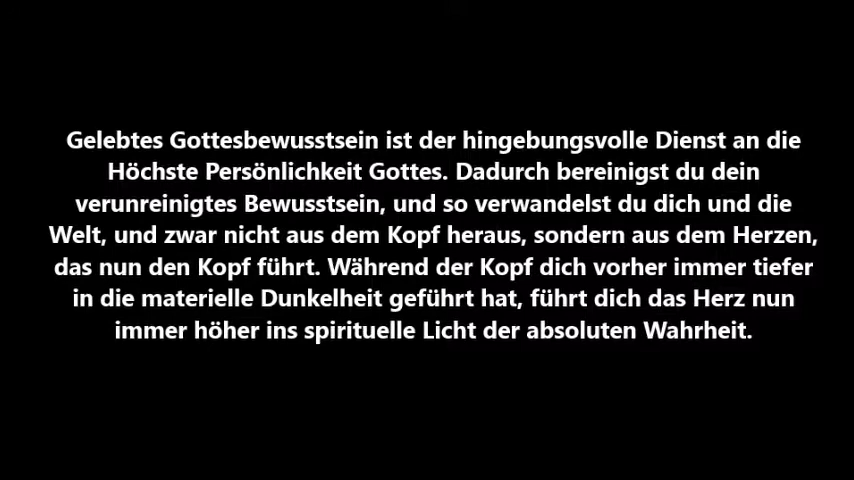 Gelebtes Gottesbewusstsein ist der hingebungsvolle Dienst an die
Höchste Persönlichkeit Gottes. Dadurch bereinigst du dein
verunreinigtes Bewusstsein, und so verwandelst du dich und die
Welt, und zwar nicht aus dem Kopf heraus, sondern aus dem Herzen,
das nun den Kopf führt. Während der Kopf dich vorher immer tiefer
in die materielle Dunkelheit geführt hat, führt dich das Herz nun
immer höher ins spirituelle Licht der absoluten Wahrheit.